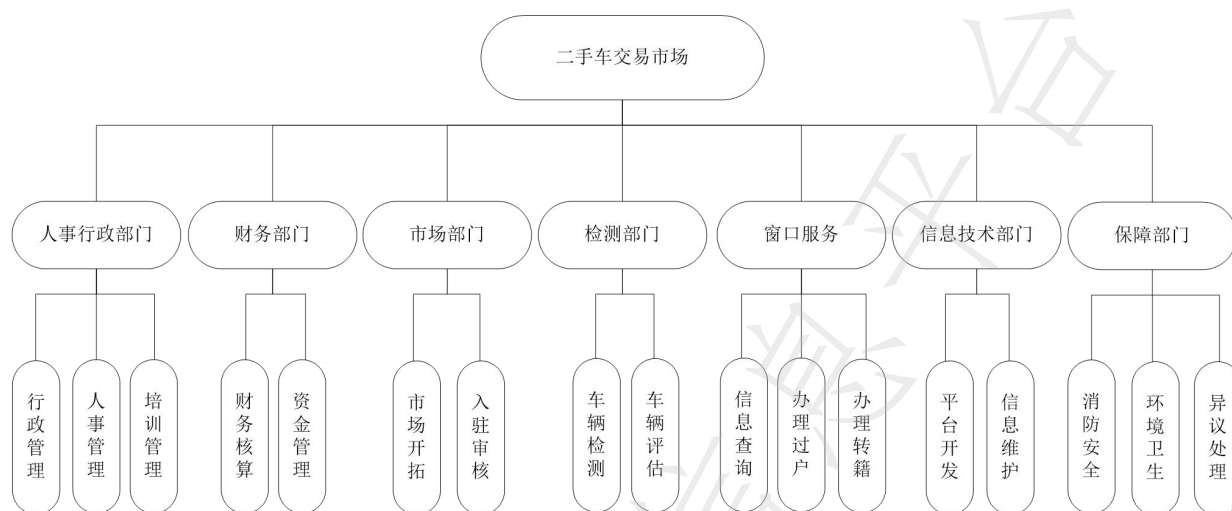 二手车交易市场
人事行政部门
财务部门
市场部门
检测部门
窗口服务
信息技术部门
保障部门
行政管理
人事管理
培训管理
财务核算
资金管理
市场开拓
入驻审核
车辆检测
车辆评估
信息查询
办理过户
办理转籍
平台开发
信息维护
消防安全
环境卫生
异议处理
息平台